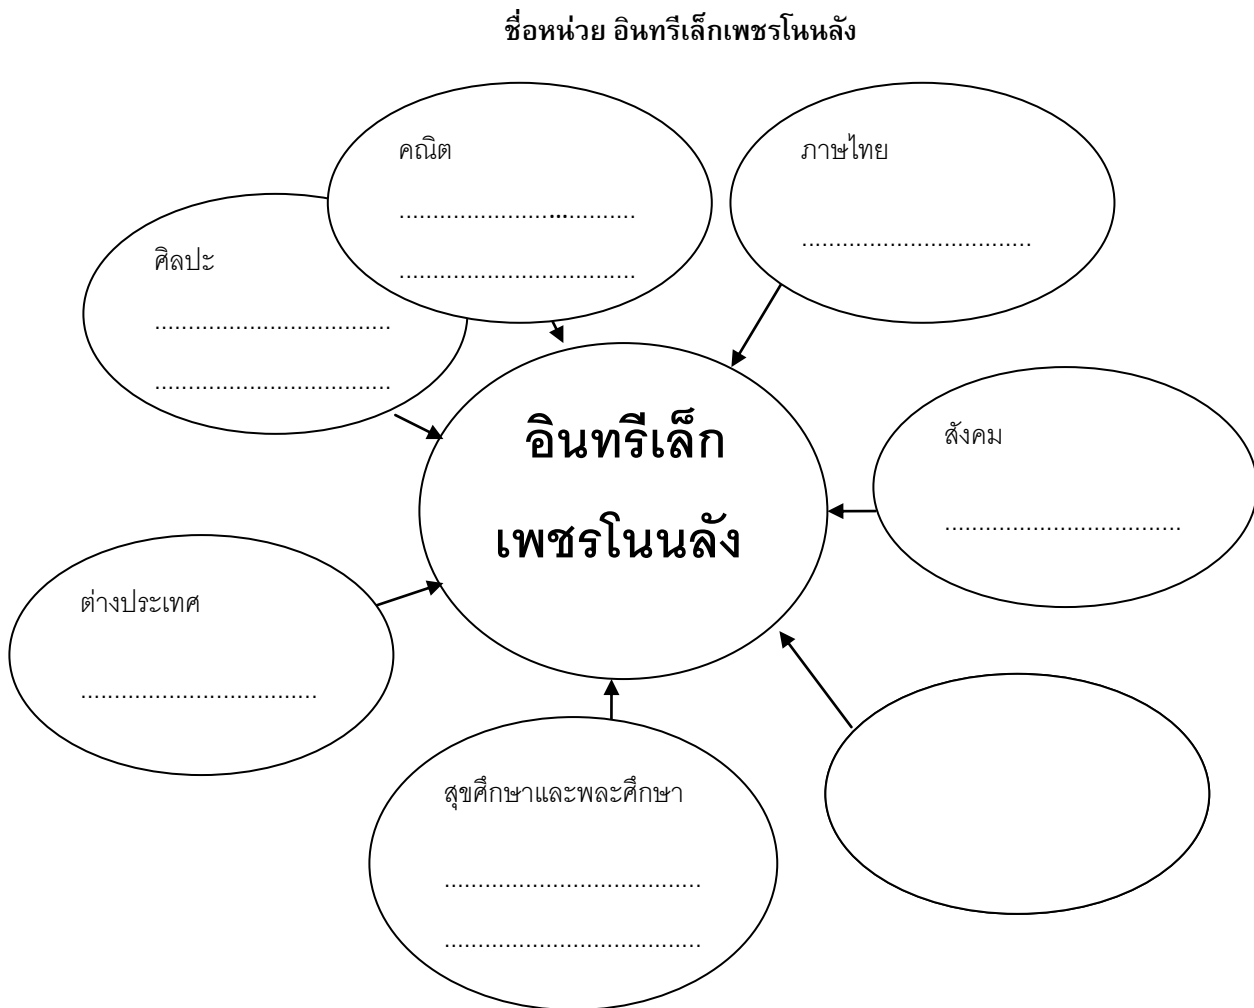 ชื่อหน่วย อินทรีเล็กเพชรโนนลัง
คณิต
...................................
...................................
ภาษไทย
..................................
ศิลปะ
...................................
...................................
อินทรีเล็ก
เพชรโนนลัง
สังคม
...................................
ต่างประเทศ
...................................
สุขศึกษาและพละศึกษา
......................................
......................................